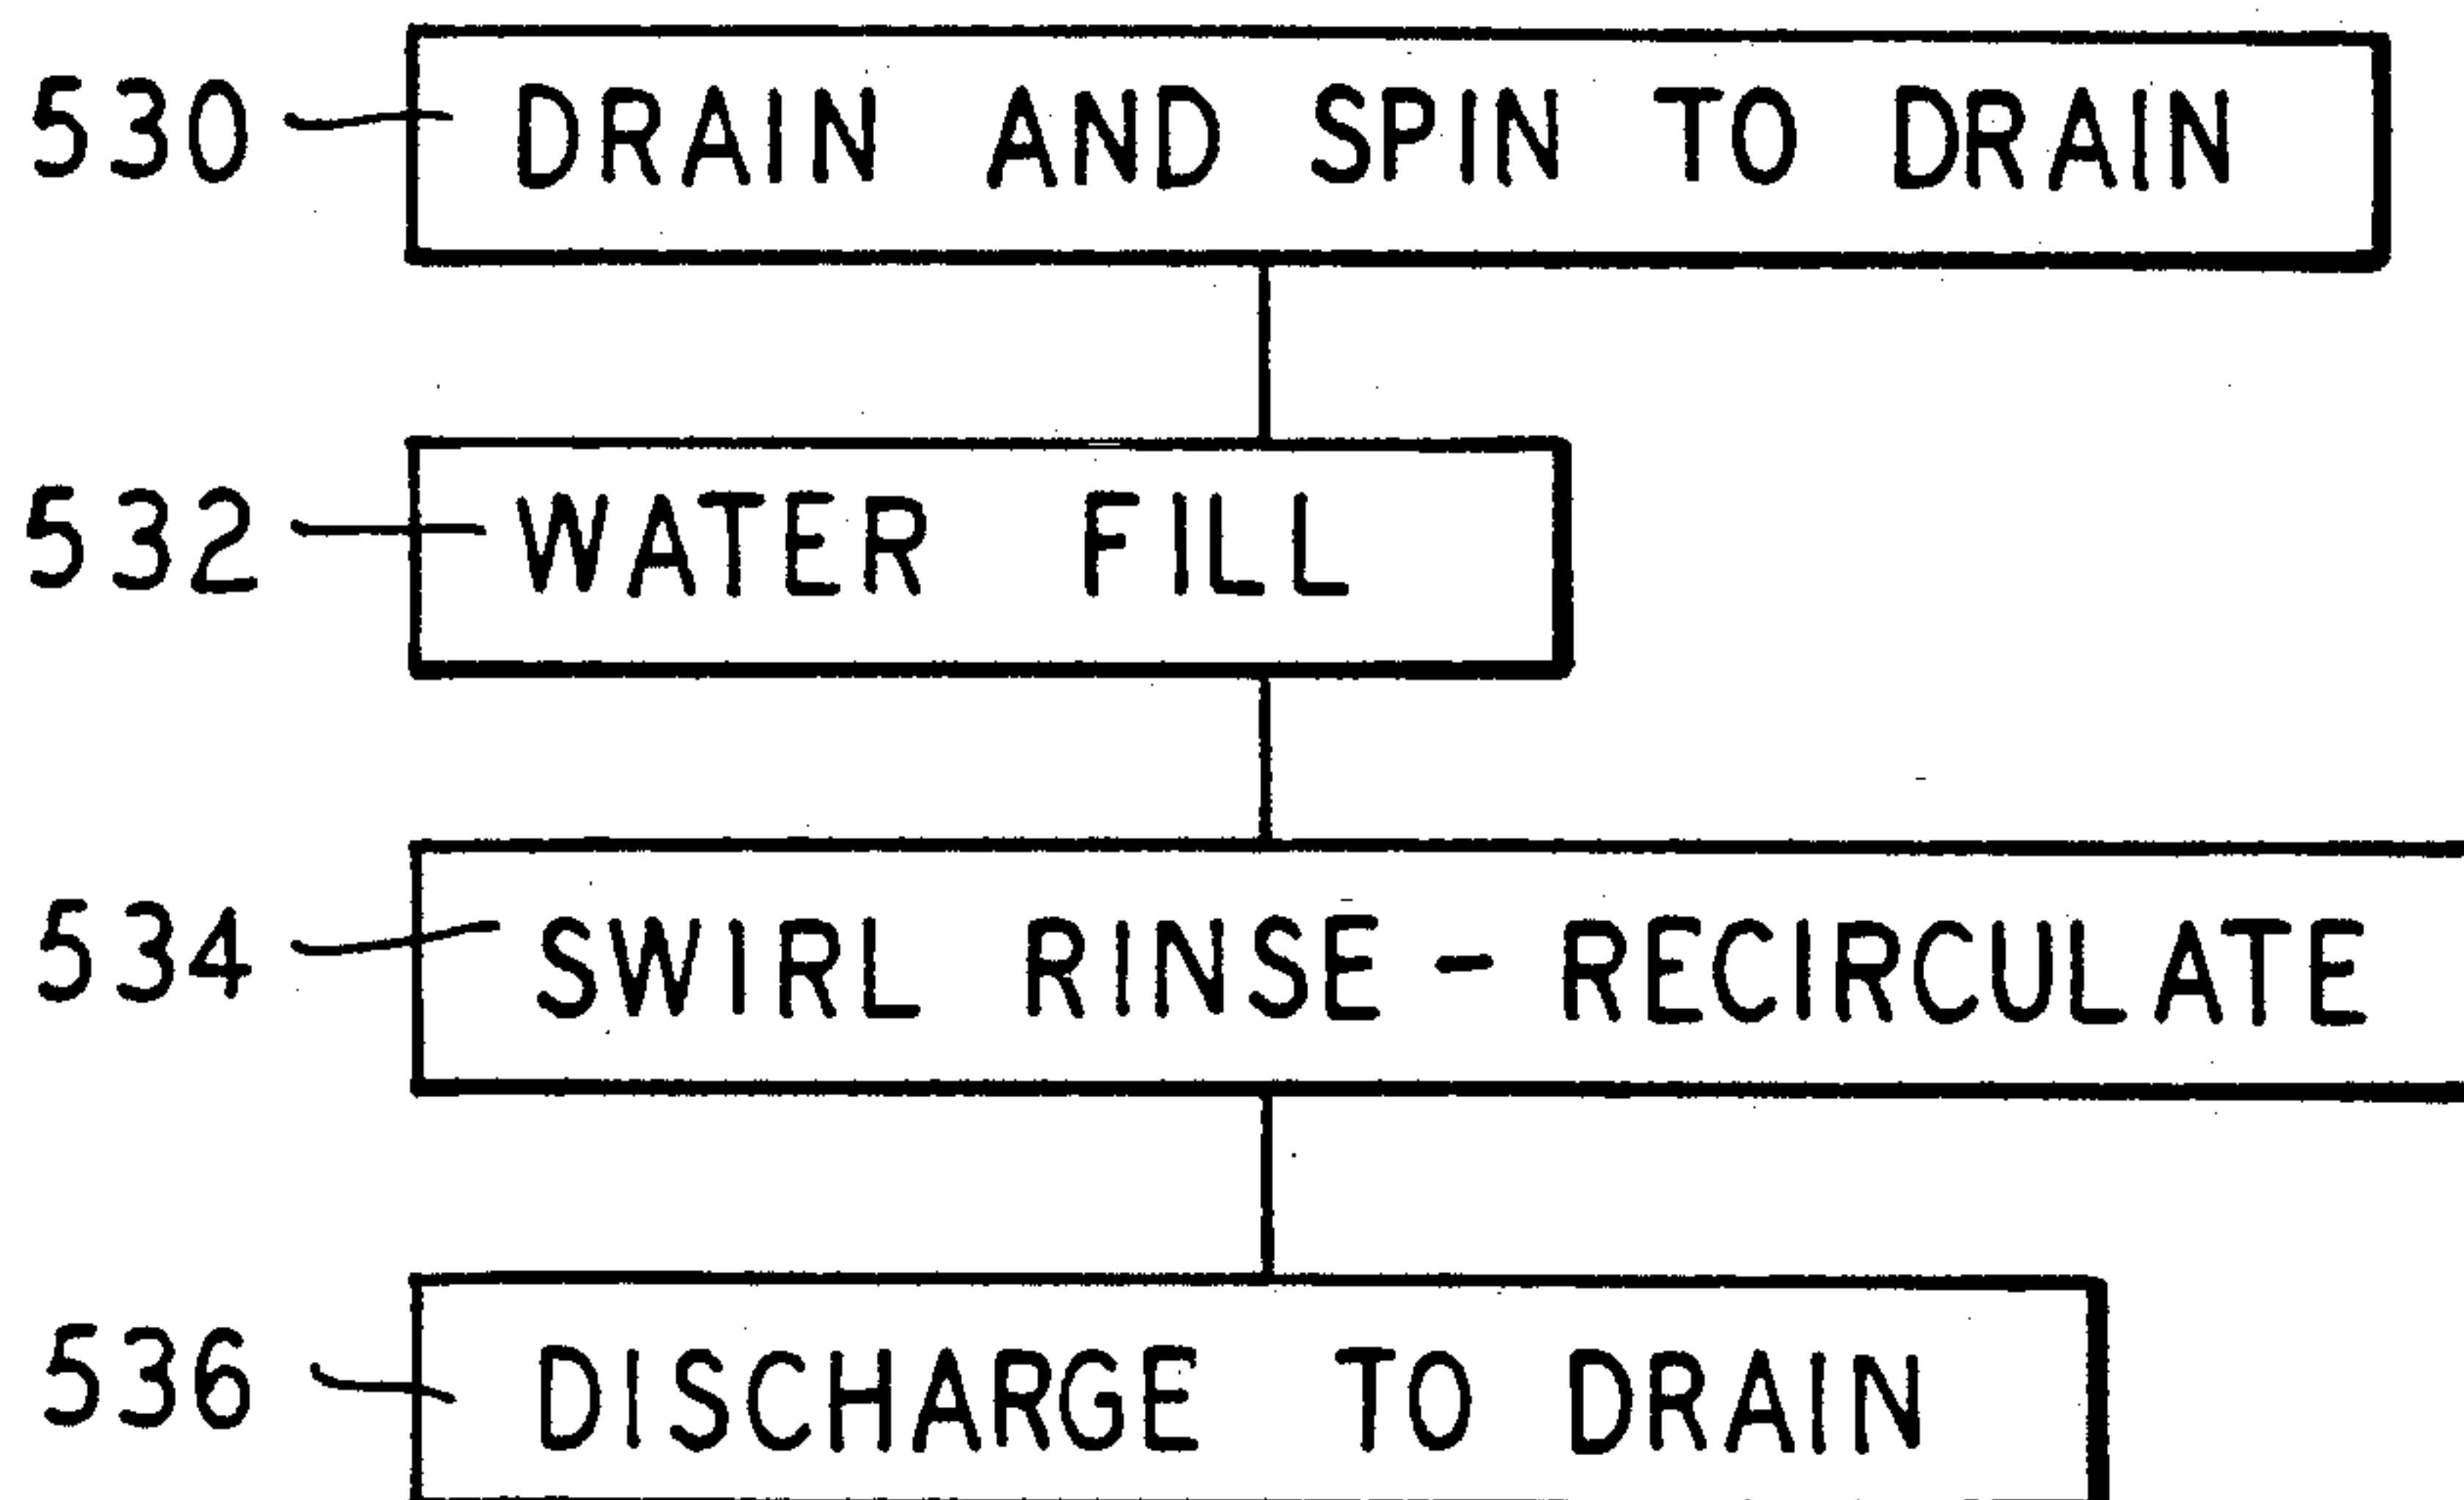 530 DRAIN AND SPIN TO DRAIN
532 WATER FILL
534 SWIRL RINSE - RECIRCULATE
536 DISCHARGE TO DRAIN